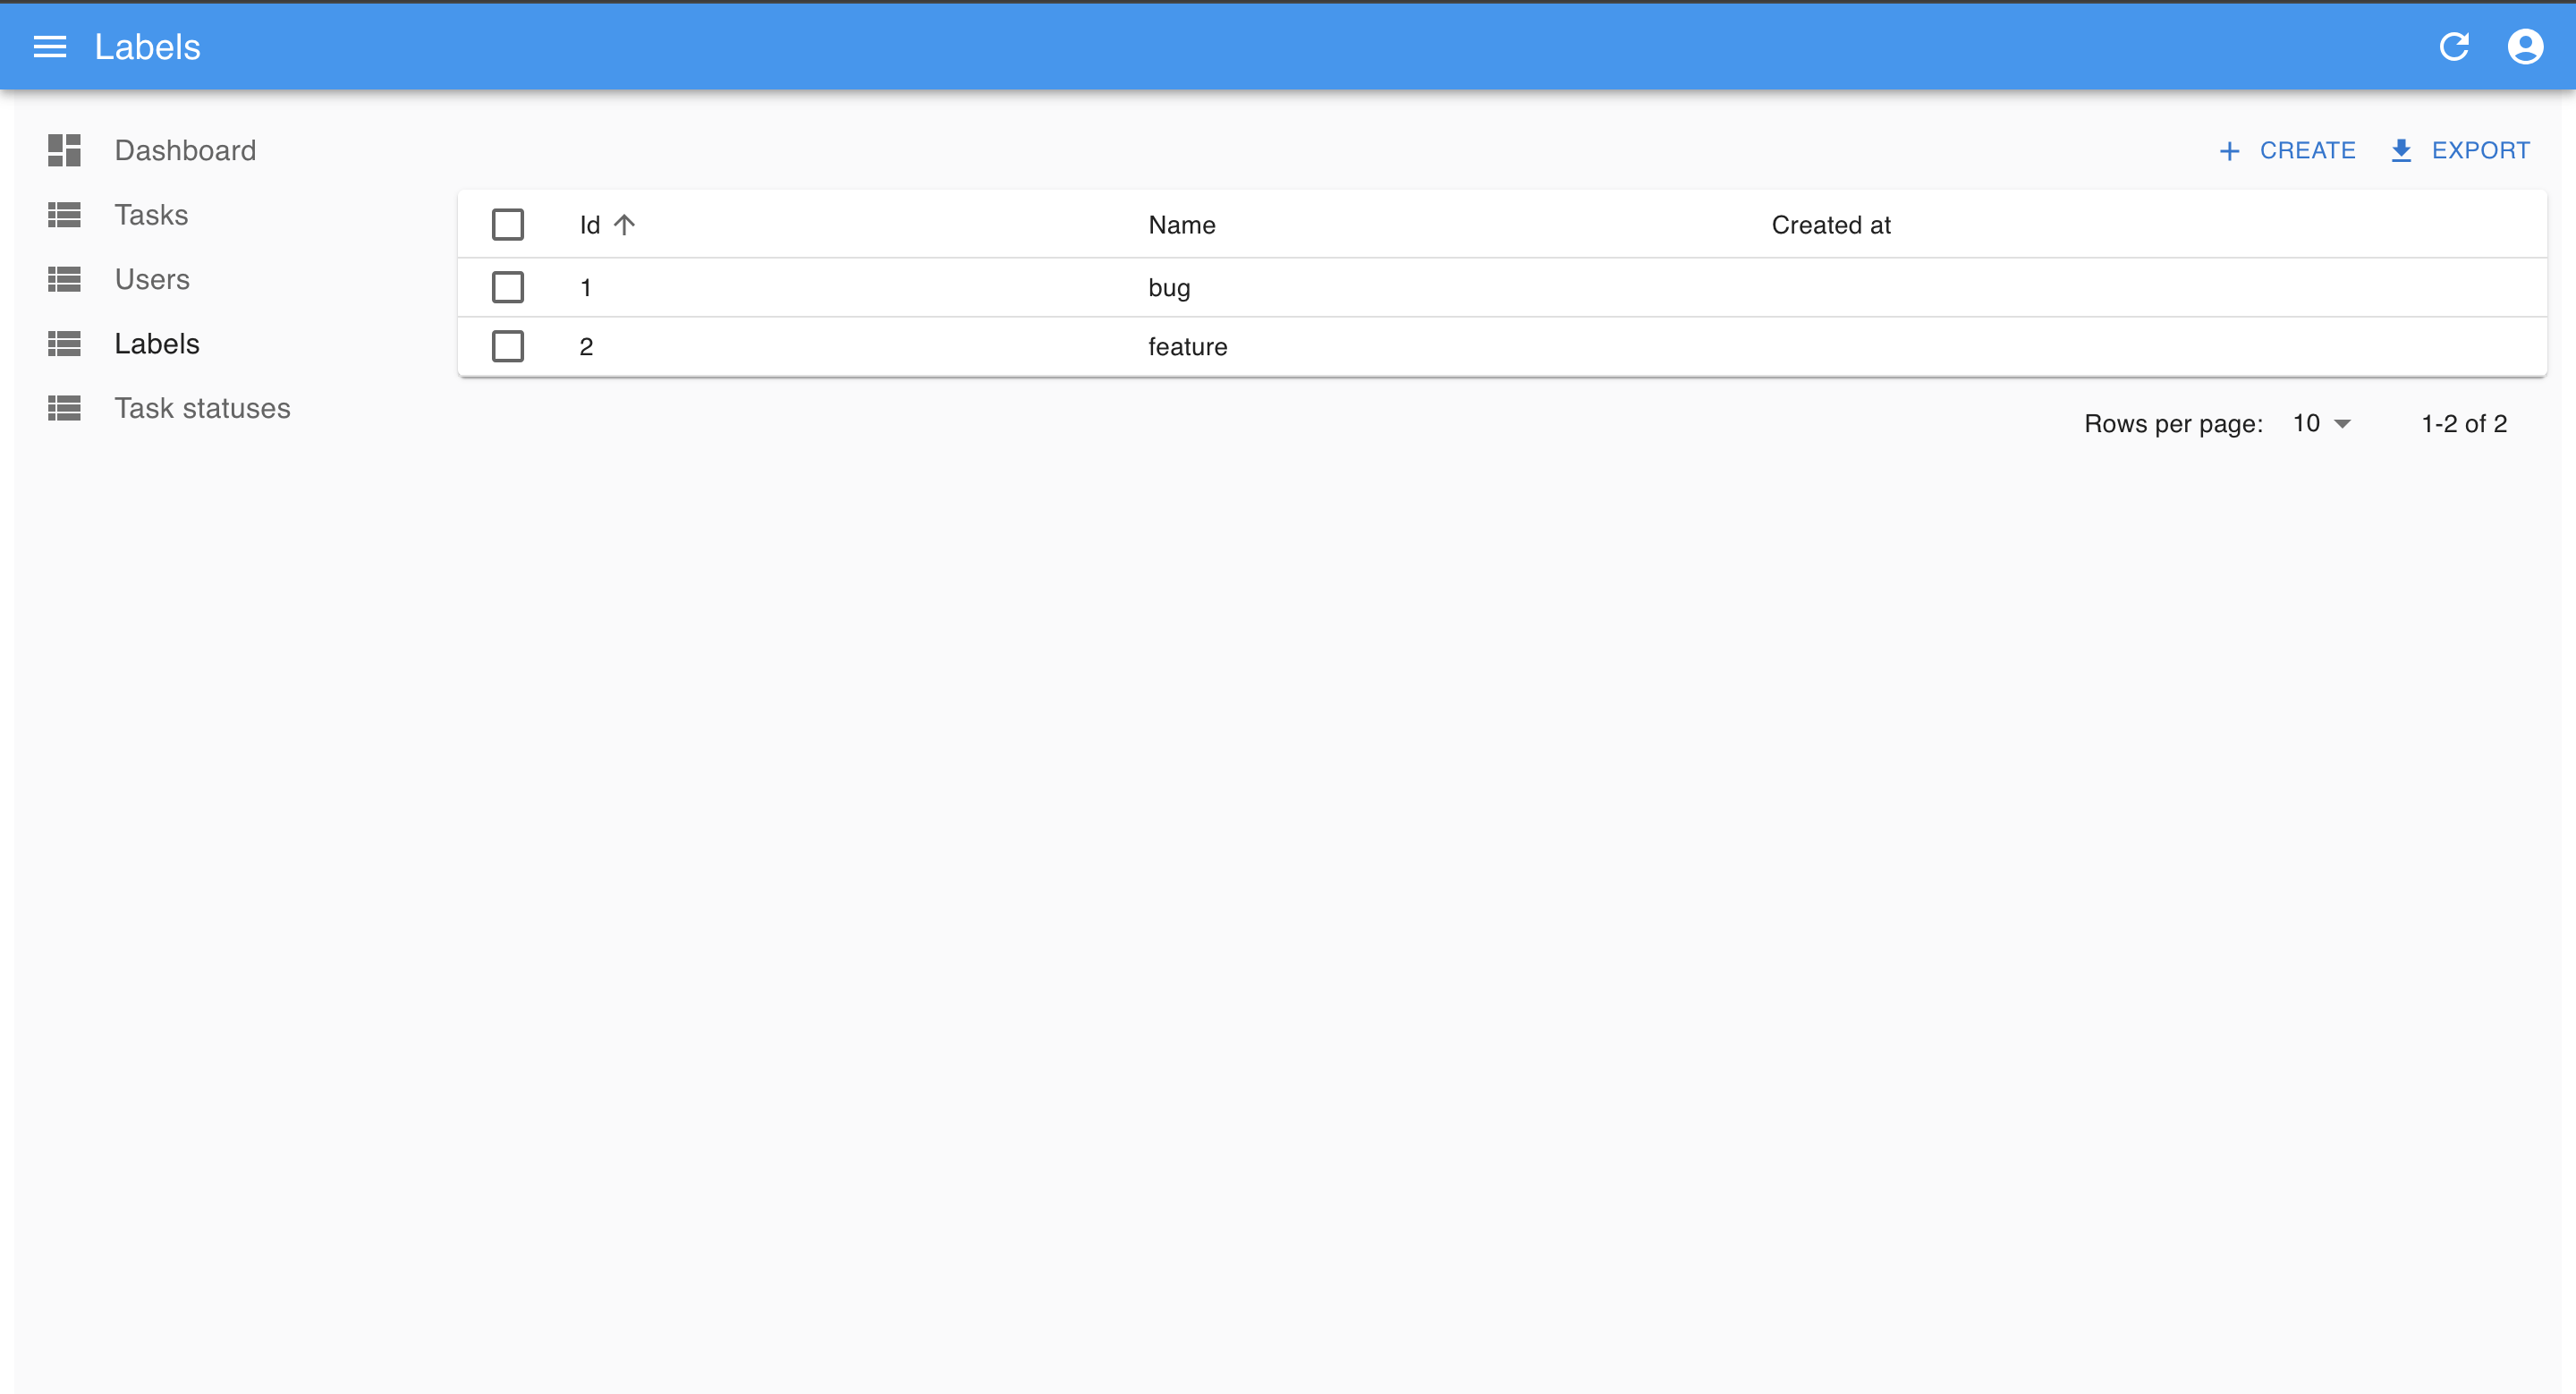 Labels
Dashboard
Tasks
Users
Labels
Task statuses
CREATE EXPORT
Id Name Created at
1 bug
2 feature
Rows per page: 10 1-2 of 2